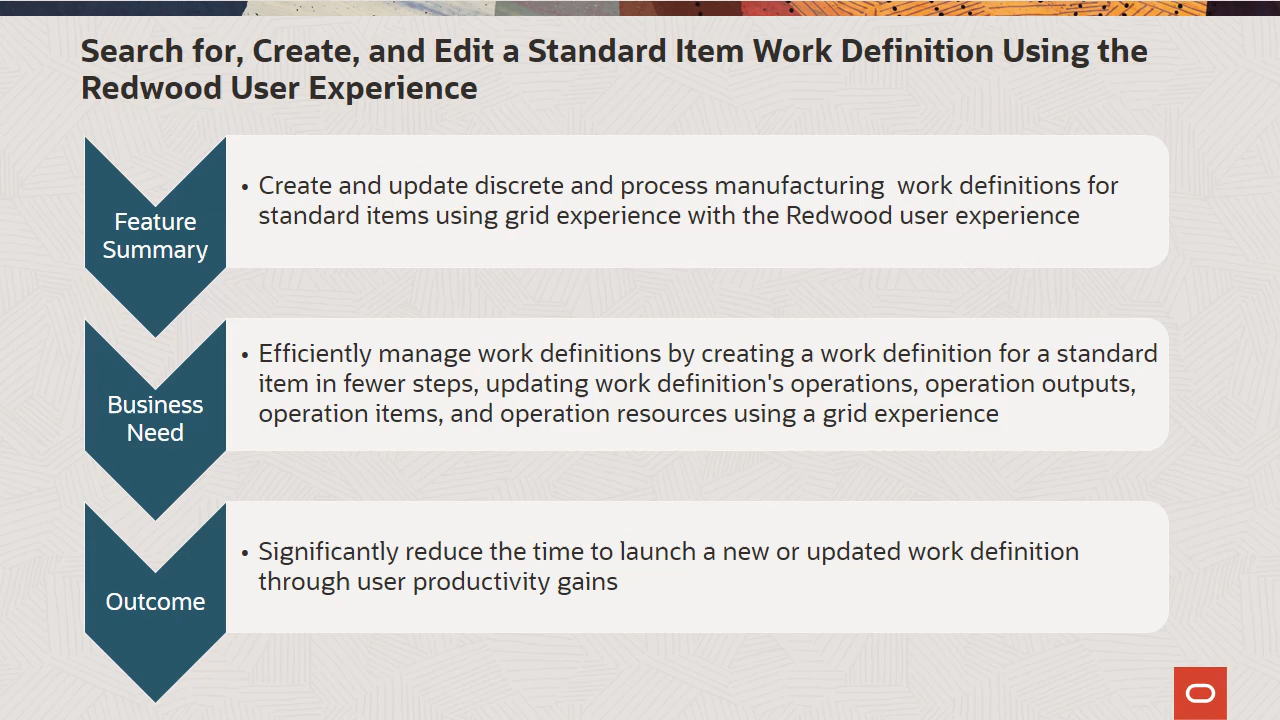 Search for, Create, and Edit a Standard Item Work Definition Using the
Redwood User Experience
Feature
Summary
• Create and update discrete and process manufacturing  work definitions for
standard items using grid experience with the Redwood user experience
Business
Need
• Efficiently manage work definitions by creating a work definition for a standard
item in fewer steps, updating work definition's operations, operation outputs,
operation items, and operation resources using a grid experience
Outcome
• Significantly reduce the time to launch a new or updated work definition
through user productivity gains